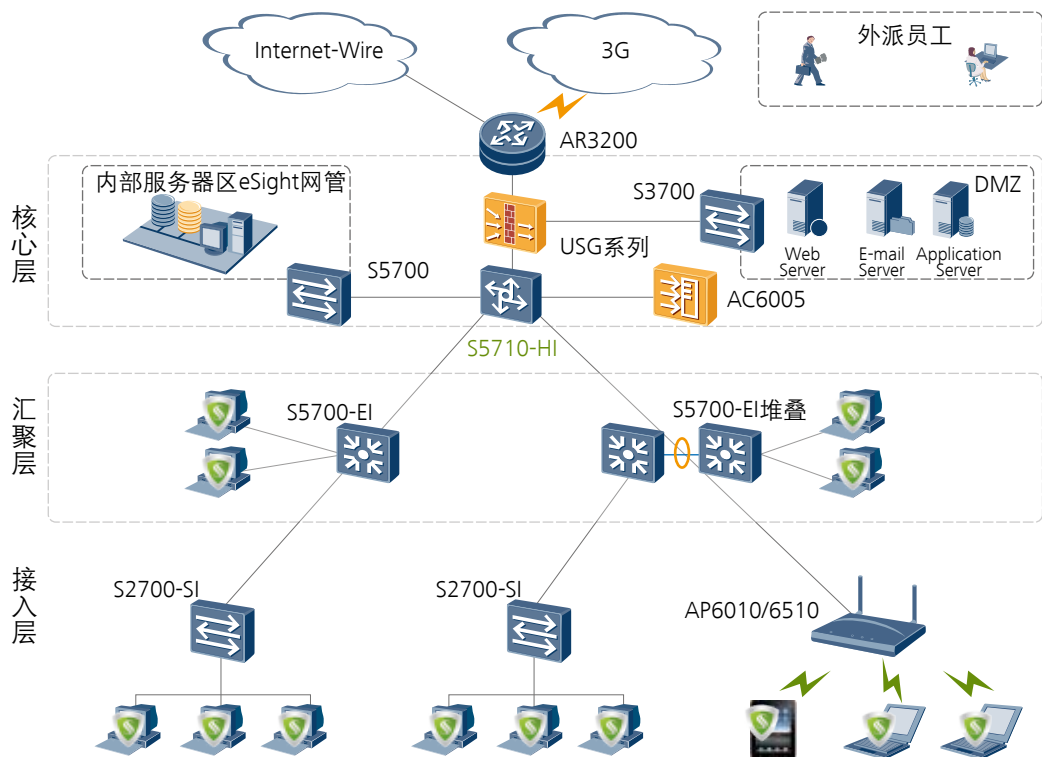 Internet-Wire
3G
外派员工
AR3200
核心层
内部服务器区eSight网管
S3700
DMZ
USG系列
Web Server
E-mail Server
Application Server
S5700
AC6005
S5710-HI
汇聚层
S5700-EI
S5700-EI堆叠
接入层
S2700-SI
S2700-SI
AP6010/6510